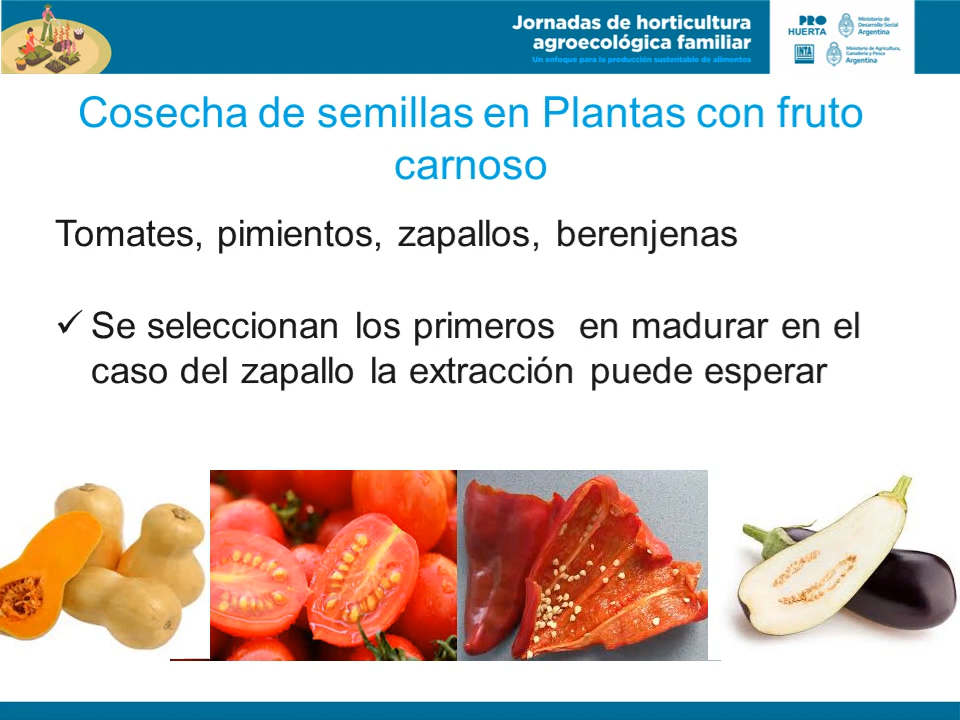 Jornadas de horticultura
agroecológica familiar
Un enfoque para la producción sustentable de alimentos
PRO
HUERTA
INTA
Ministerio de
Desarrollo Social
Argentina
Ministerio de Agricultura,
Ganadería y Pesca
Argentina
Cosecha de semillas en Plantas con fruto
carnoso
Tomates, pimientos, zapallos, berenjenas
✓ Se seleccionan los primeros  en madurar en el
caso del zapallo la extracción puede esperar